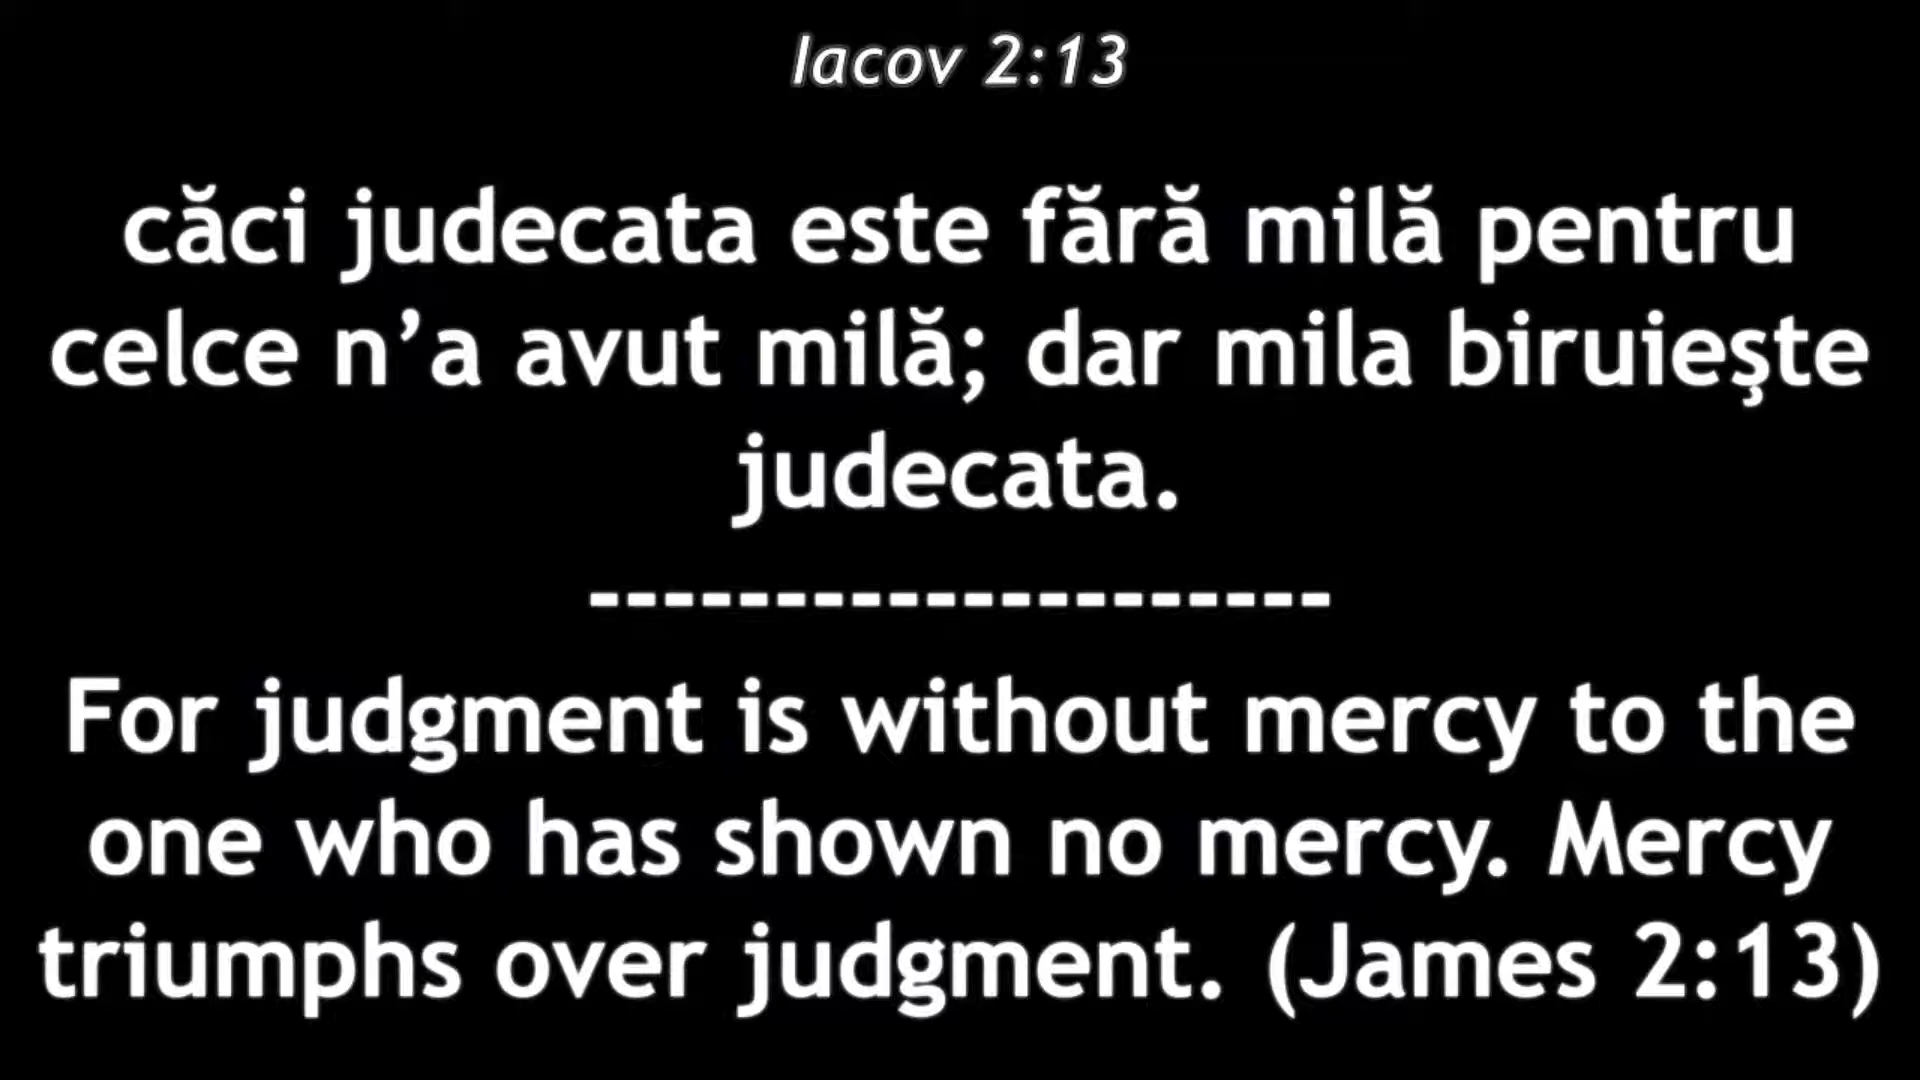 Iacov 2:13
căci judecata este fără milă pentru
celce n’a avut milă; dar mila biruieşte
judecata.
--------------------
For judgment is without mercy to the
one who has shown no mercy. Mercy
triumphs over judgment. (James 2:13)